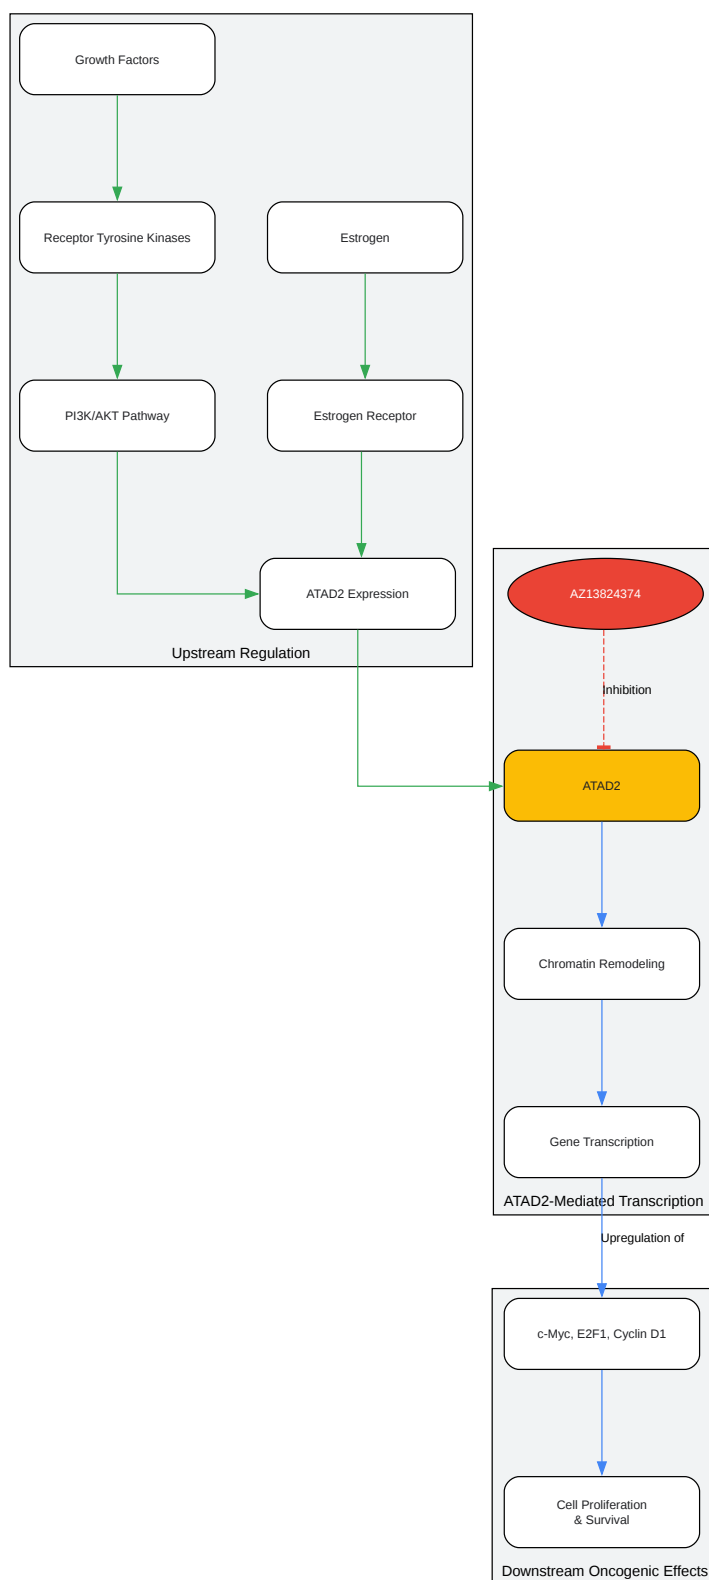 Growth Factors
Receptor Tyrosine Kinases
Estrogen
PI3K/AKT Pathway
Estrogen Receptor
ATAD2 Expression
Upstream Regulation
AZ13824374
Inhibition
ATAD2
Chromatin Remodeling
Gene Transcription
ATAD2-Mediated Transcription
Upregulation of
c-Myc, E2F1, Cyclin D1
Cell Proliferation
& Survival
Downstream Oncogenic Effects